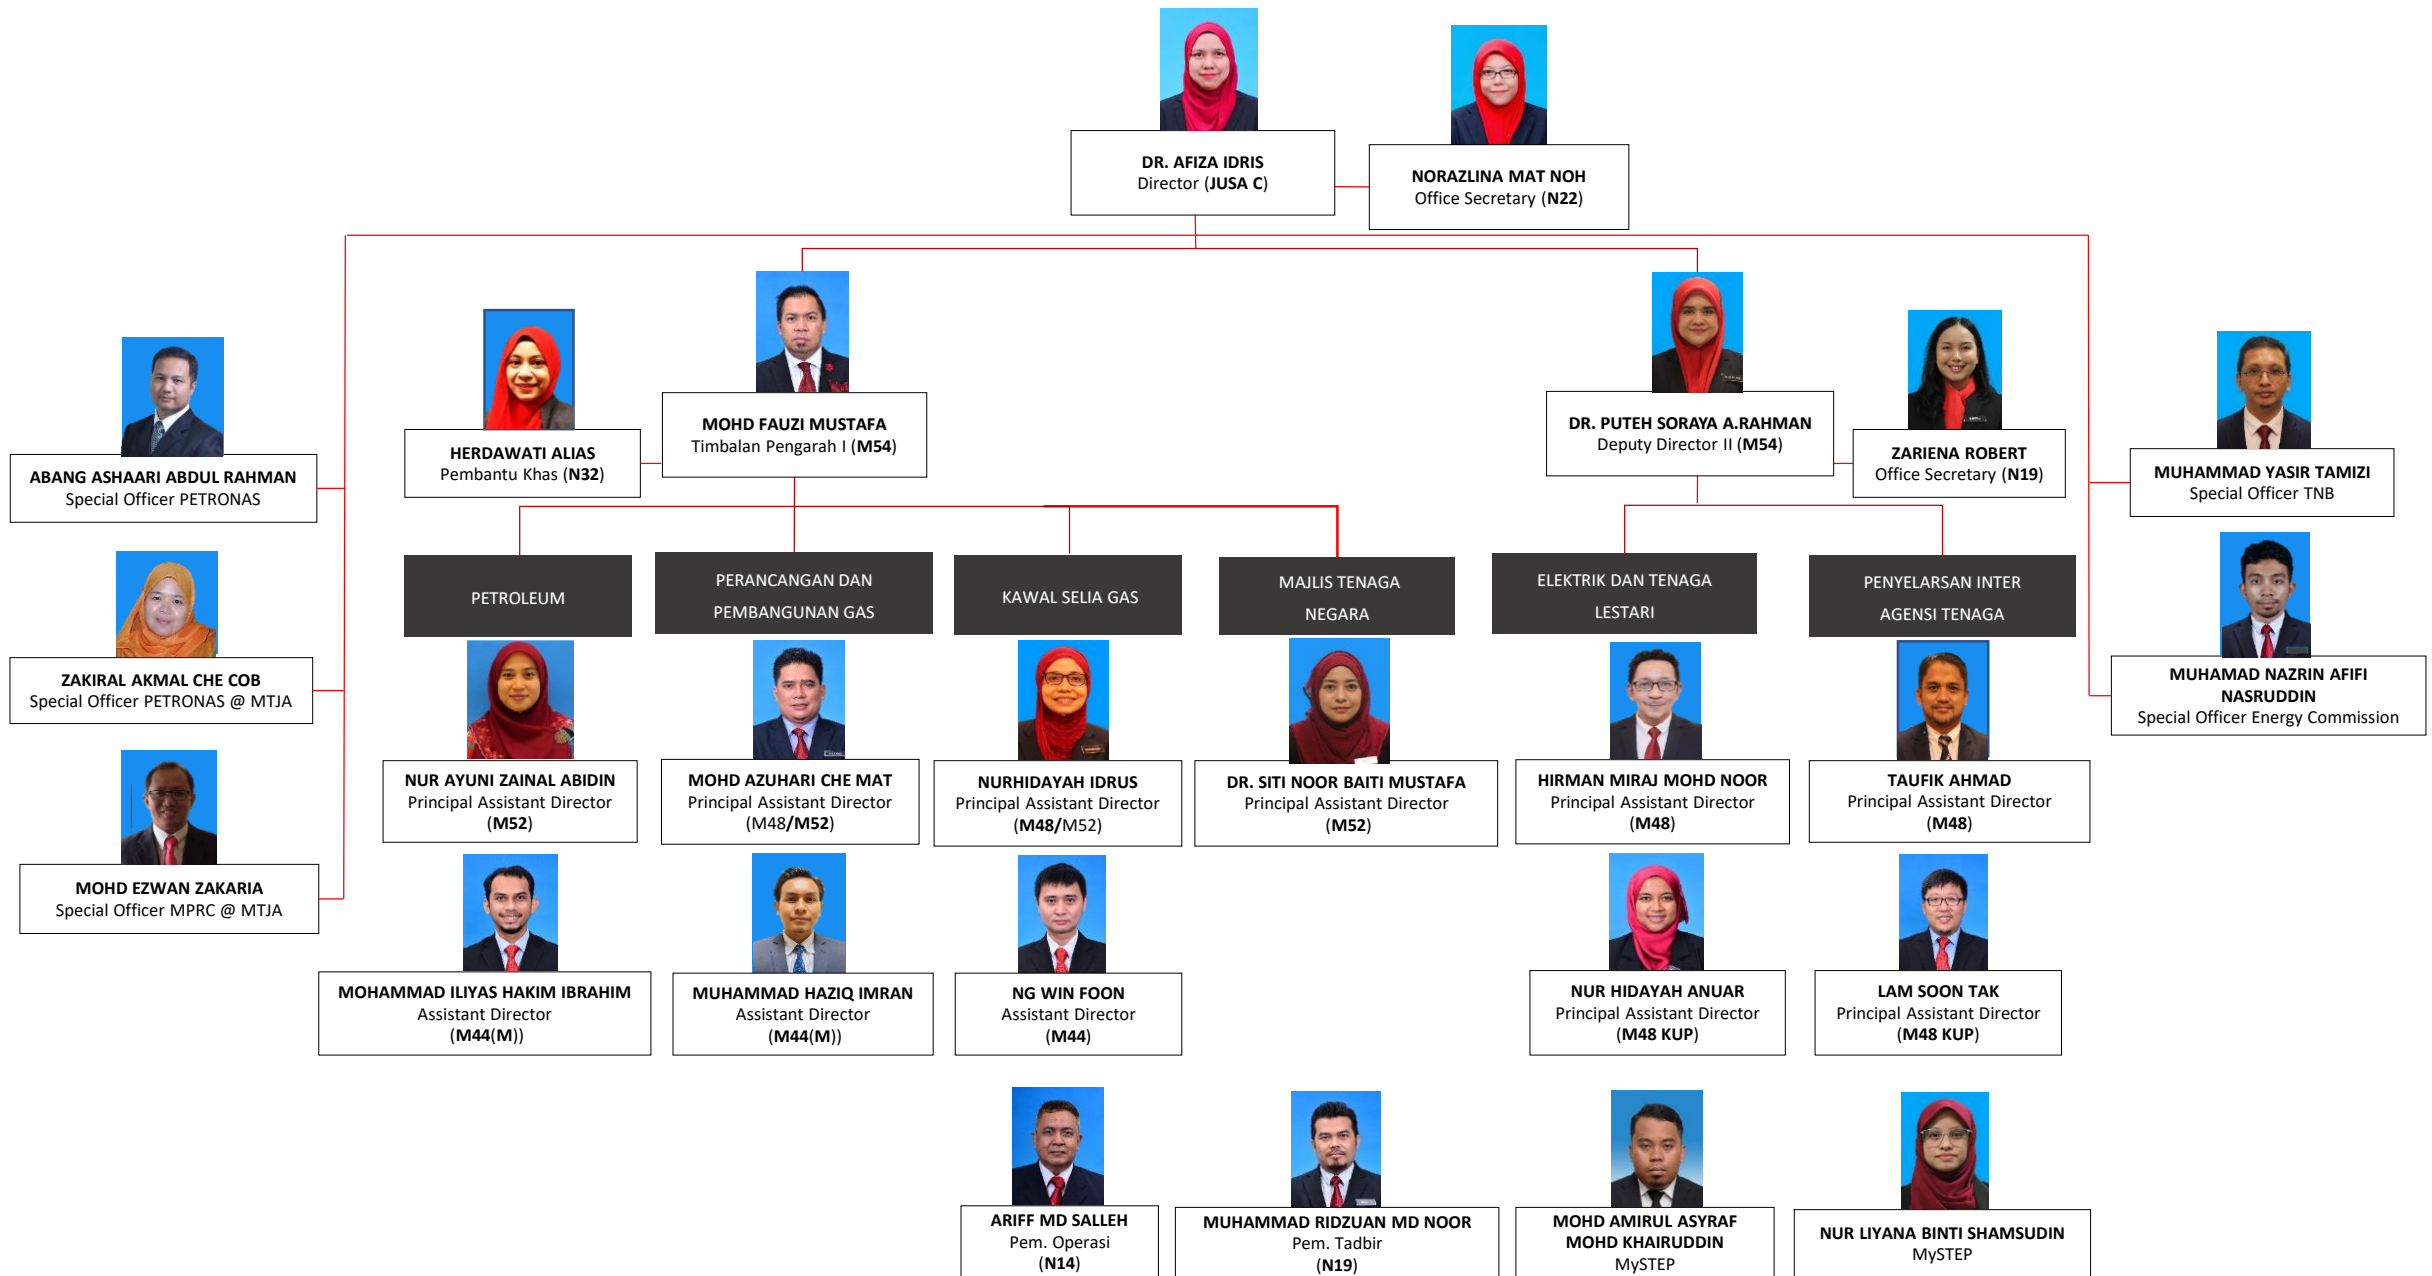 DR. AFIZA IDRIS
Director (JUSA C)
NORAZLINA MAT NOH
Office Secretary (N22)
ABANG ASHAARI ABDUL RAHMAN
Special Officer PETRONAS
HERDAWATI ALIAS
Pembantu Khas (N32)
MOHD FAUZI MUSTAFA
Timbalan Pengarah I (M54)
DR. PUTEH SORAYA A.RAHMAN
Deputy Director II (M54)
ZARIENA ROBERT
Office Secretary (N19)
MUHAMMAD YASIR TAMIZI
Special Officer TNB
ZAKIRAL AKMAL CHE COB
Special Officer PETRONAS @ MTJA
MUHAMAD NAZRIN AFIFI
NASRUDDIN
Special Officer Energy Commission
MOHD EZWAN ZAKARIA
Special Officer MPRC @ MTJA
PETROLEUM
PERANCANGAN DAN
PEMBANGUNAN GAS
KAWAL SELIA GAS
MAJLIS TENAGA
NEGARA
ELEKTRIK DAN TENAGA
LESTARI
PENYELARSAN INTER
AGENSI TENAGA
NUR AYUNI ZAINAL ABIDIN
Principal Assistant Director
(M52)
MOHD AZUHARI CHE MAT
Principal Assistant Director
(M48/M52)
NURHIDAYAH IDRUS
Principal Assistant Director
(M48/M52)
DR. SITI NOOR BAITI MUSTAFA
Principal Assistant Director
(M52)
HIRMAN MIRAJ MOHD NOOR
Principal Assistant Director
(M48)
TAUFIK AHMAD
Principal Assistant Director
(M48)
MOHAMMAD ILIYAS HAKIM IBRAHIM
Assistant Director
(M44(M))
MUHAMMAD HAZIQ IMRAN
Assistant Director
(M44(M))
NG WIN FOON
Assistant Director
(M44)
NUR HIDAYAH ANUAR
Principal Assistant Director
(M48 KUP)
LAM SOON TAK
Principal Assistant Director
(M48 KUP)
ARIFF MD SALLEH
Pem. Operasi
(N14)
MUHAMMAD RIDZUAN MD NOOR
Pem. Tadbir
(N19)
MOHD AMIRUL ASYRAF
MOHD KHAIRUDDIN
MySTEP
NUR LIYANA BINTI SHAMSUDIN
MySTEP